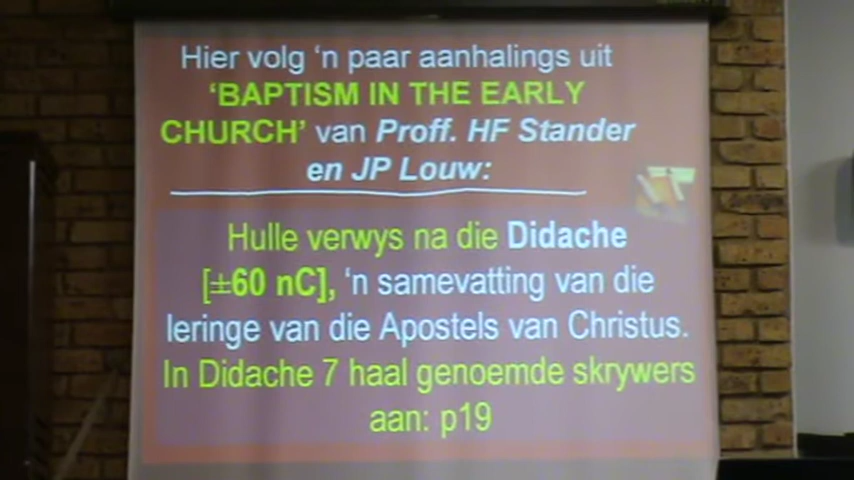 Hier volg ‘n paar aanhalings uit
‘BAPTISM IN THE EARLY
CHURCH’ van Proff. HF Stander
en JP Louw:
Hulle verwys na die Didache
[±60 nC], ‘n samevatting van die
leringe van die Apostels van Christus.
In Didache 7 haal genoemde skrywers
aan: p19